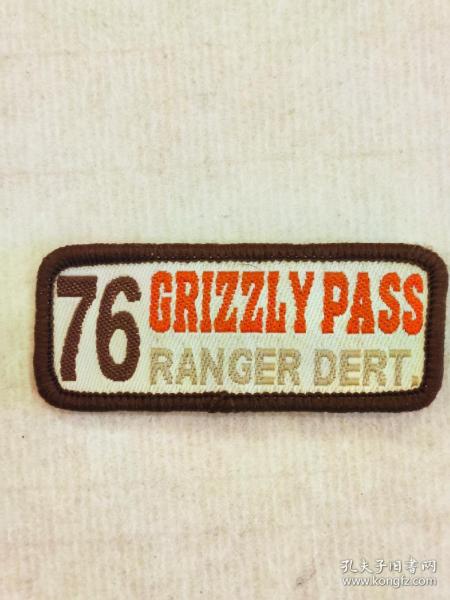 76 GRIZZLY PASS
RANGER DERT.
孔夫子旧书网
www.kongfz.com